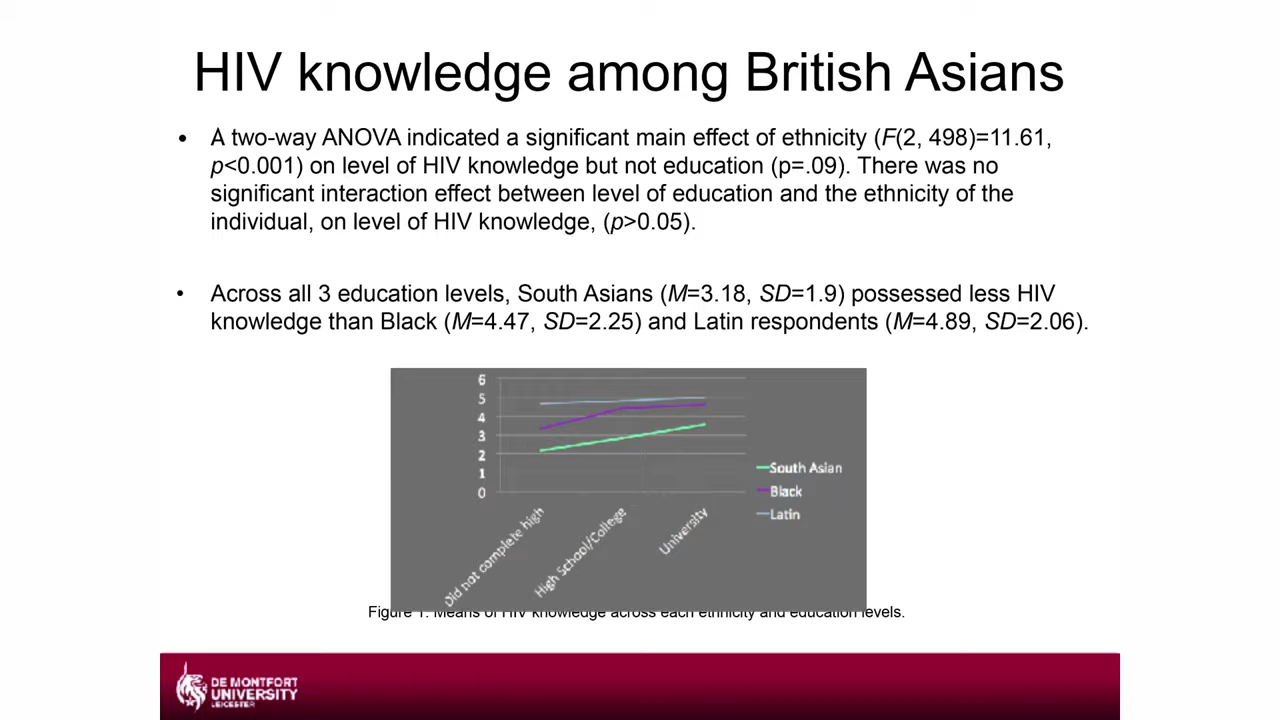 HIV knowledge among British Asians
• A two-way ANOVA indicated a significant main effect of ethnicity (F(2, 498)=11.61,
p<0.001) on level of HIV knowledge but not education (p=.09). There was no
significant interaction effect between level of education and the ethnicity of the
individual, on level of HIV knowledge, (p>0.05).
• Across all 3 education levels, South Asians (M=3.18, SD=1.9) possessed less HIV
knowledge than Black (M=4.47, SD=2.25) and Latin respondents (M=4.89, SD=2.06).
6
5
4
3
2
1
0
Did not complete high
High School/College
University
South Asian
Black
Latin
Figure 1. Means of HIV knowledge across each ethnicity and education levels.
DE MONTFORT
UNIVERSITY
LEICESTER